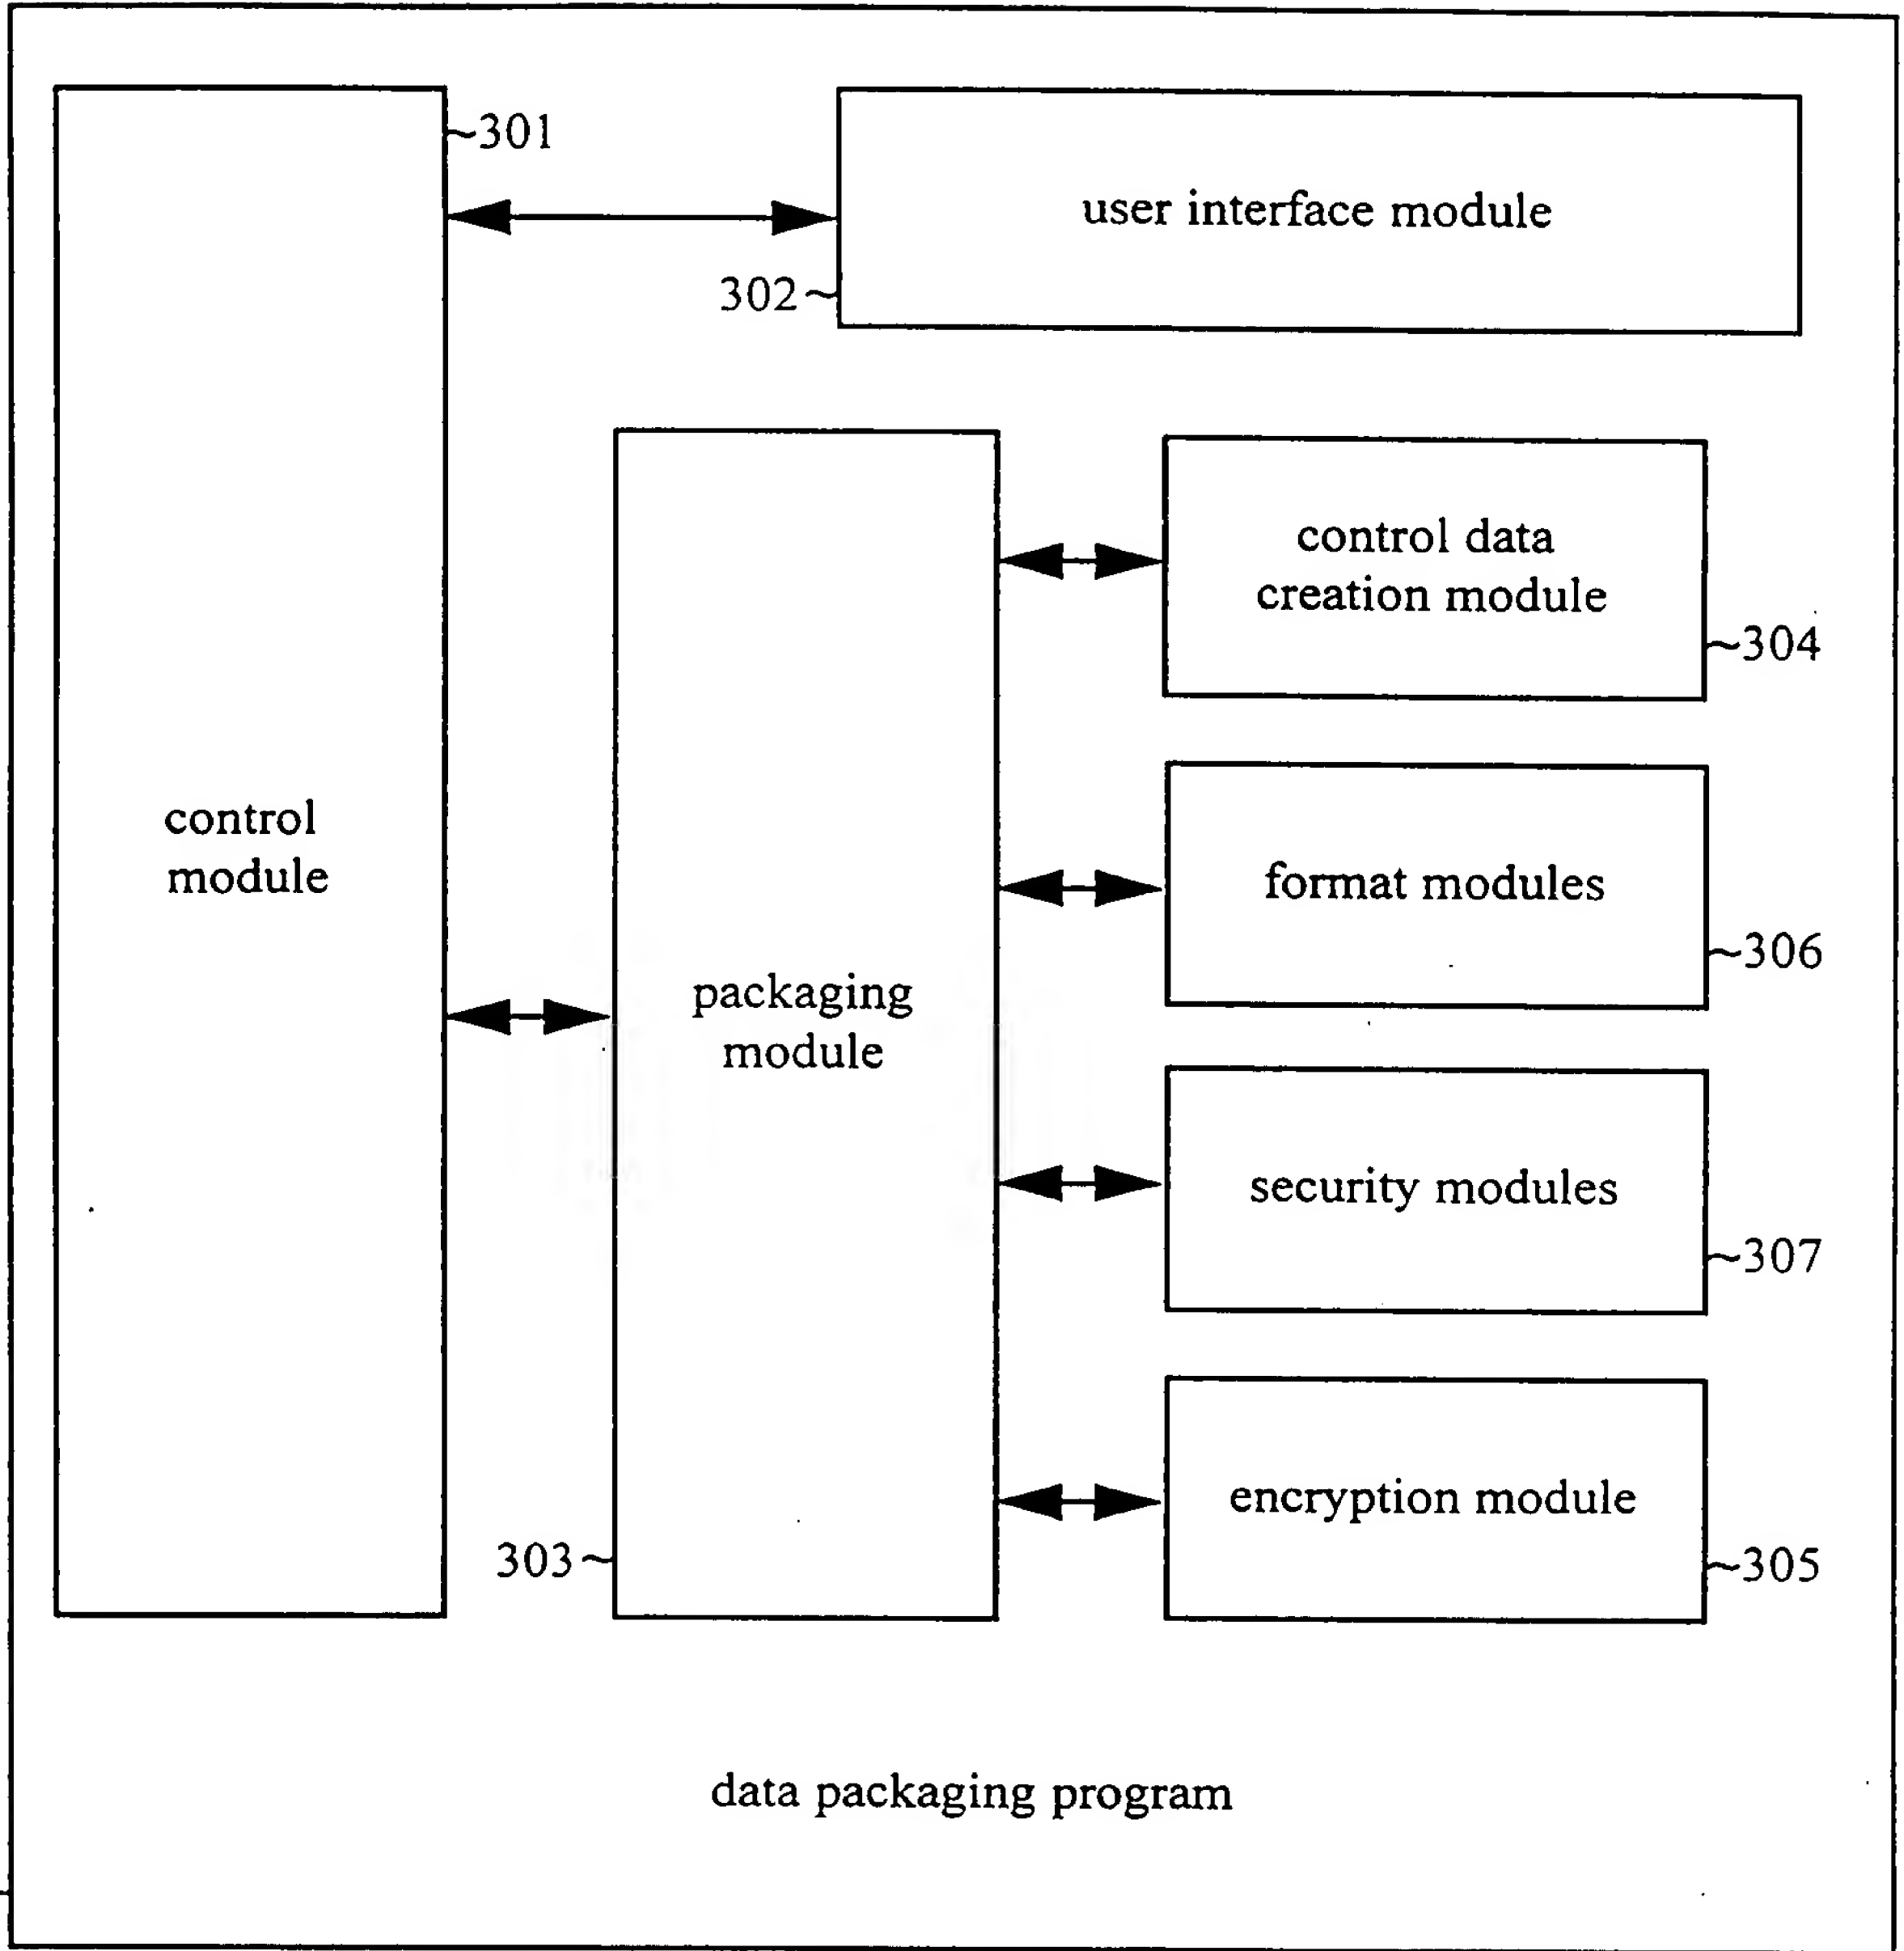 ~301
user interface module
302~
control data
creation module
~304
control
module
format modules
~306
packaging
module
security modules
~307
encryption module
303~
~305
data packaging program